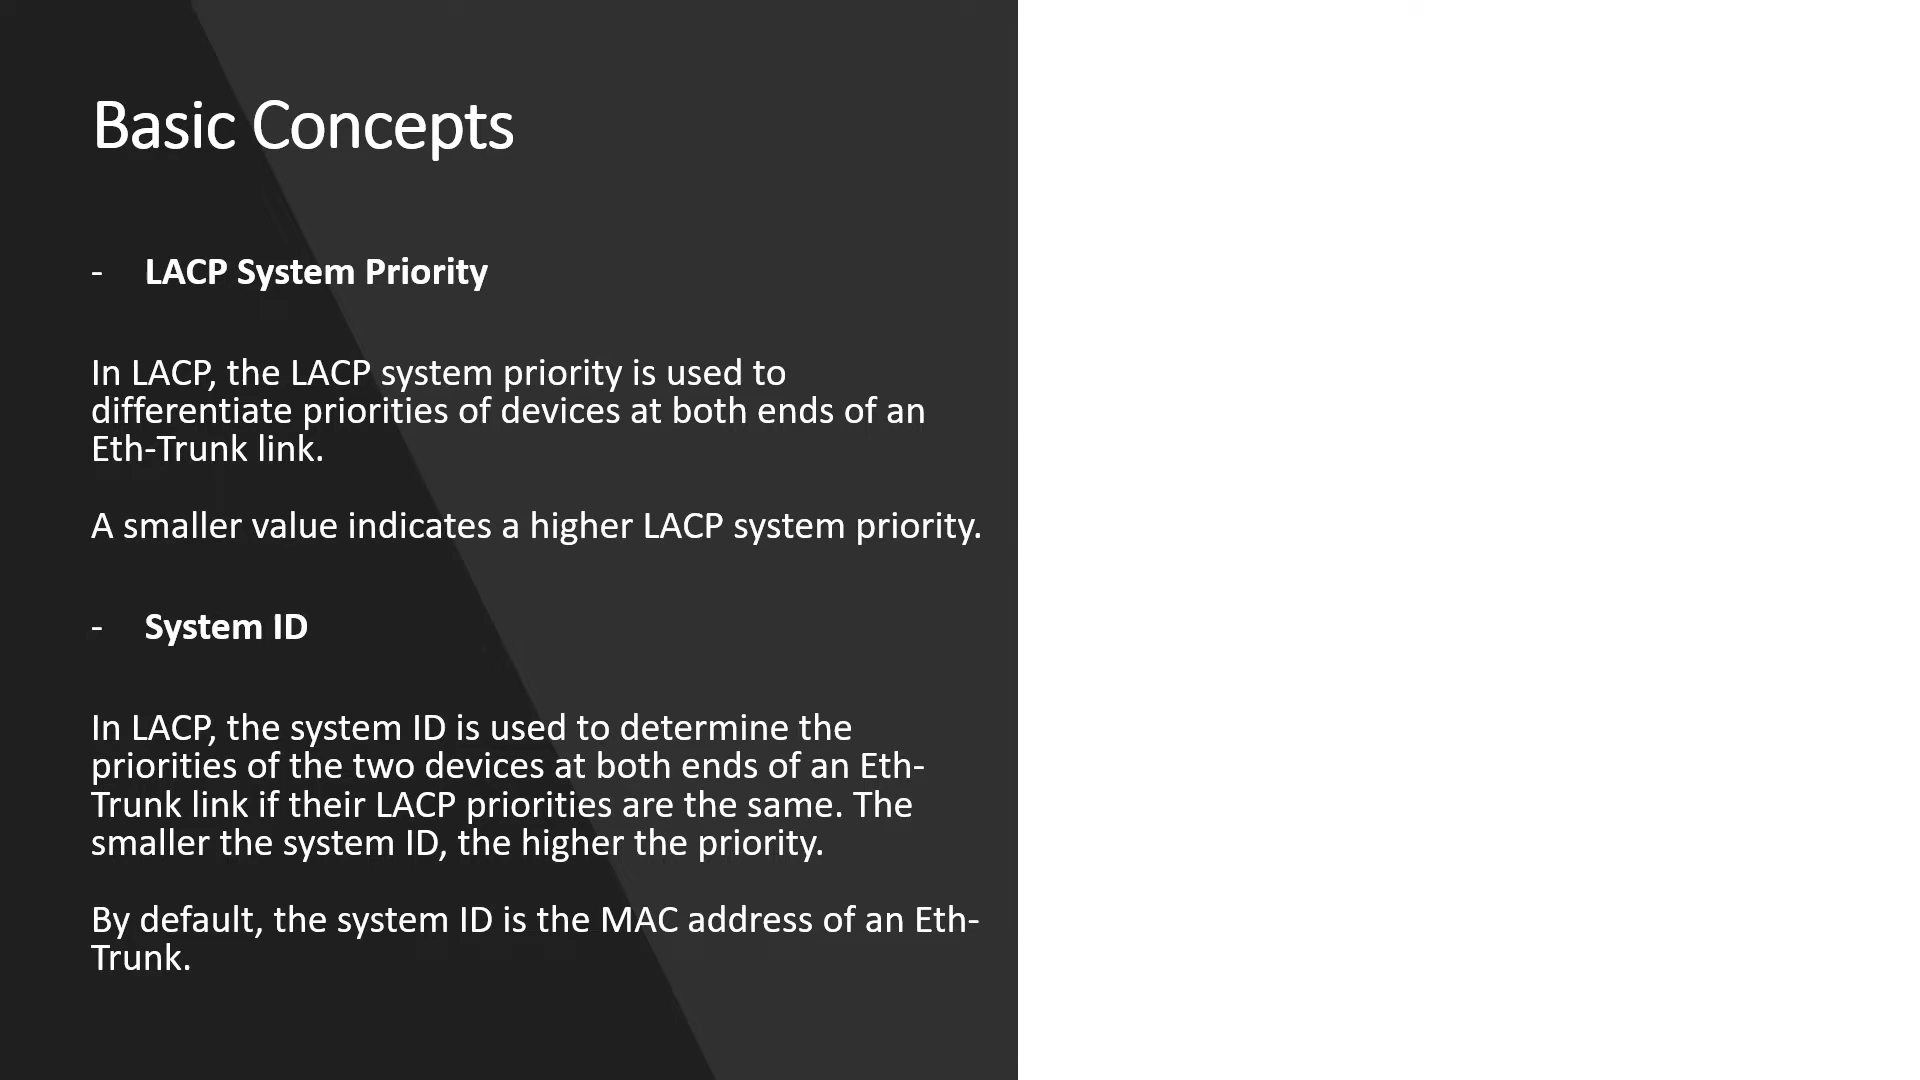 Basic Concepts
- LACP System Priority
In LACP, the LACP system priority is used to
differentiate priorities of devices at both ends of an
Eth-Trunk link.
A smaller value indicates a higher LACP system priority.
- System ID
In LACP, the system ID is used to determine the
priorities of the two devices at both ends of an Eth-
Trunk link if their LACP priorities are the same. The
smaller the system ID, the higher the priority.
By default, the system ID is the MAC address of an Eth-
Trunk.